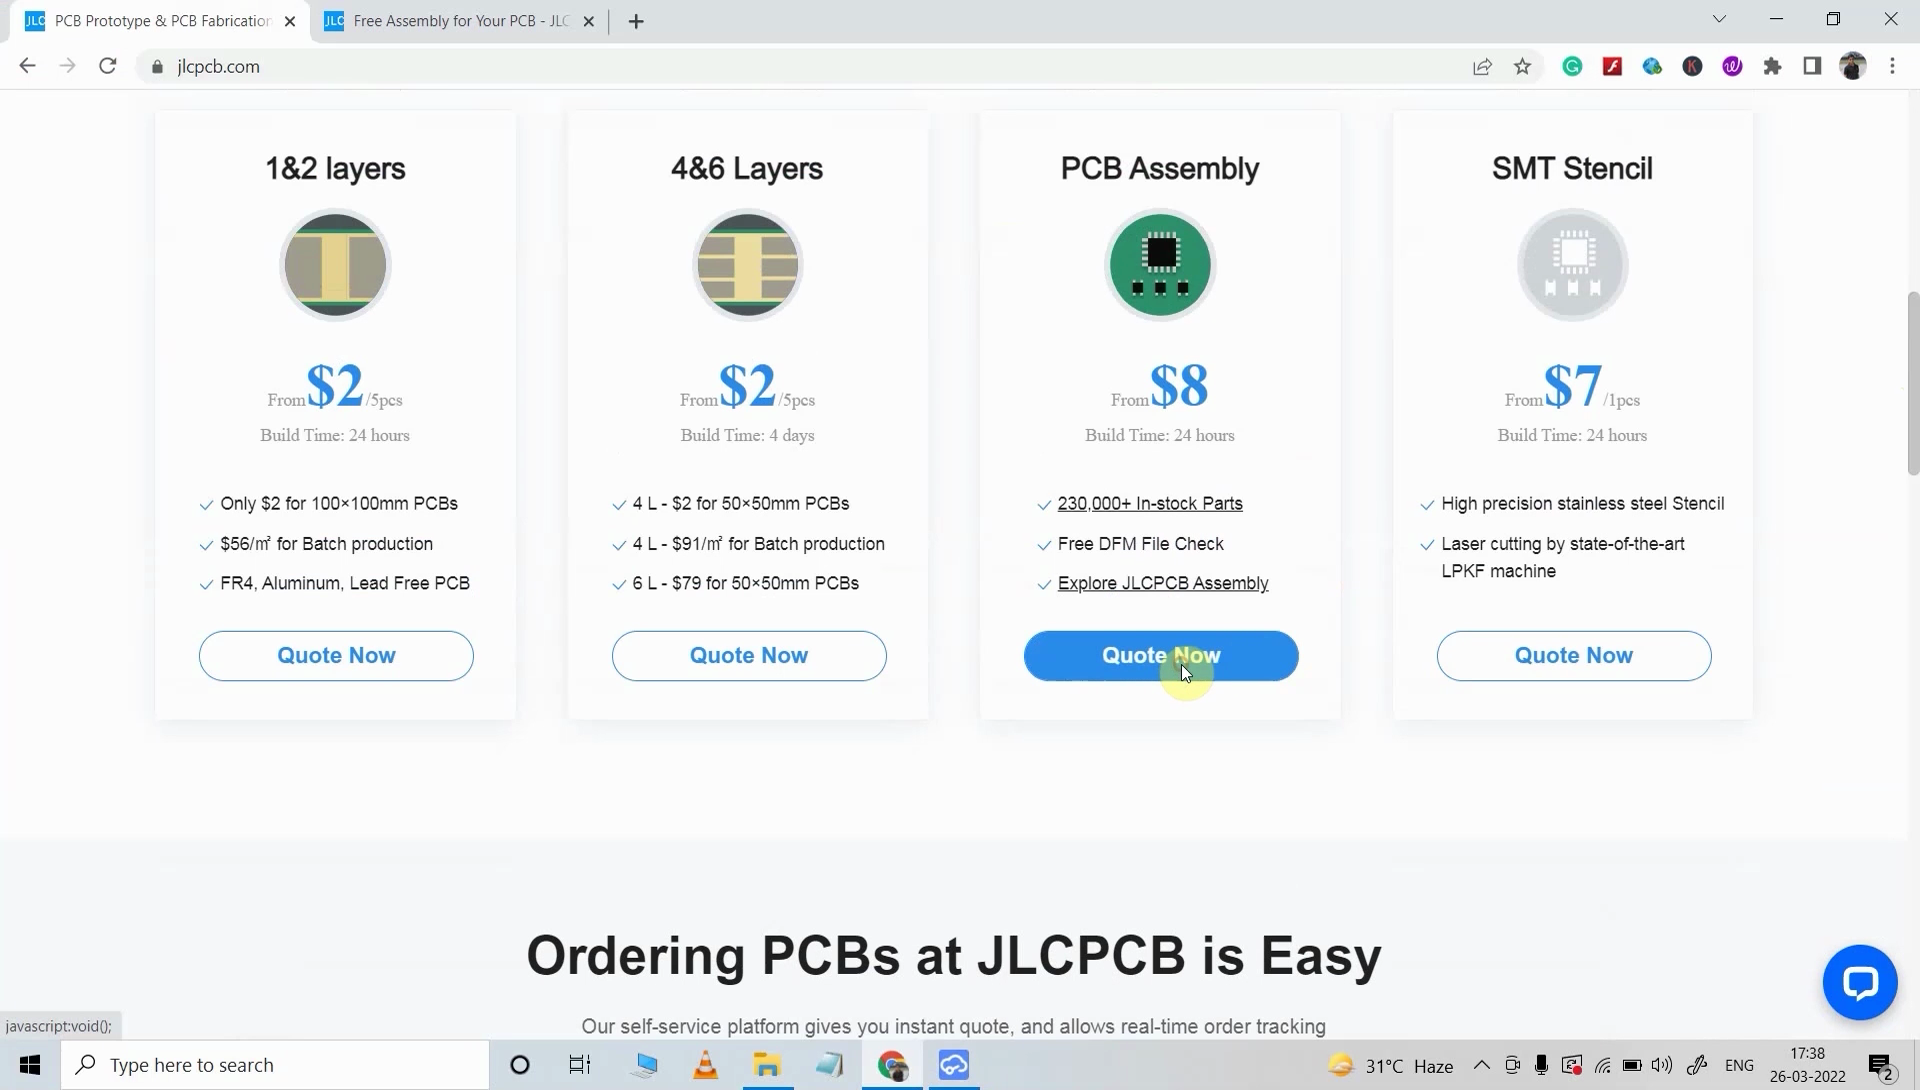 JLC PCB Prototype & PCB Fabrication
JLC Free Assembly for Your PCB - JLC
jlcpcb.com
1&2 layers
From $2 /5pcs
Build Time: 24 hours
Only $2 for 100×100mm PCBs
$56/㎡ for Batch production
FR4, Aluminum, Lead Free PCB
Quote Now
4&6 Layers
From $2 /5pcs
Build Time: 4 days
4 L - $2 for 50×50mm PCBs
4 L - $91/㎡ for Batch production
6 L - $79 for 50×50mm PCBs
Quote Now
PCB Assembly
From $8
Build Time: 24 hours
230,000+ In-stock Parts
Free DFM File Check
Explore JLCPCB Assembly
Quote Now
SMT Stencil
From $7 /1pcs
Build Time: 24 hours
High precision stainless steel Stencil
Laser cutting by state-of-the-art
LPKF machine
Quote Now
Ordering PCBs at JLCPCB is Easy
Our self-service platform gives you instant quote, and allows real-time order tracking
javascript:void();
Type here to search
31°C Haze
ENG
17:38
26-03-2022
2